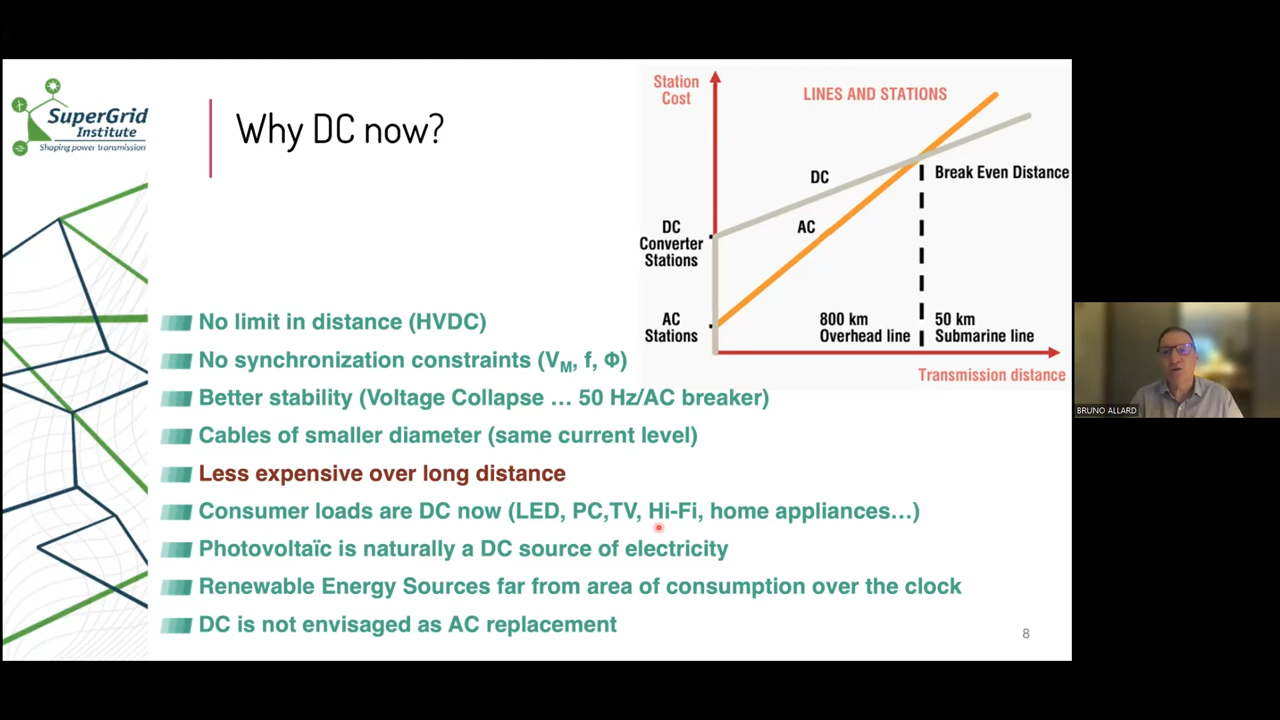 SuperGrid
Institute
Shaping power transmission
Why DC now?
Station
Cost
LINES AND STATIONS
DC
Break Even Distance
AC
DC
Converter
Stations
AC
Stations
800 km
Overhead line
50 km
Submarine line
Transmission distance
No limit in distance (HVDC)
No synchronization constraints (VM, f, Φ)
Better stability (Voltage Collapse … 50 Hz/AC breaker)
Cables of smaller diameter (same current level)
Less expensive over long distance
Consumer loads are DC now (LED, PC,TV, Hi-Fi, home appliances…)
Photovoltaïc is naturally a DC source of electricity
Renewable Energy Sources far from area of consumption over the clock
DC is not envisaged as AC replacement
8
BRUNO ALLARD